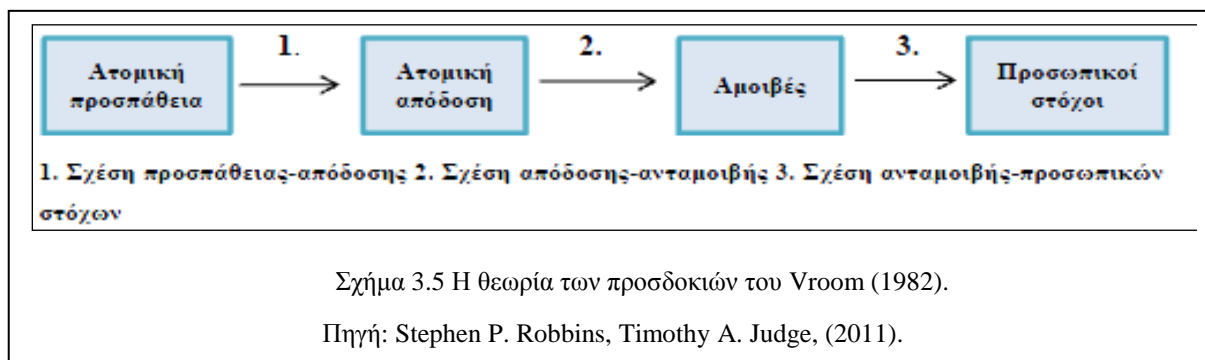 1. 2. 3.
Ατομική προσπάθεια
Ατομική απόδοση
Αμοιβές
Προσωπικοί στόχοι
1. Σχέση προσπάθειας-απόδοσης 2. Σχέση απόδοσης-ανταμοιβής 3. Σχέση ανταμοιβής-προσωπικών
στόχων
Σχήμα 3.5 Η θεωρία των προσδοκιών του Vroom (1982).
Πηγή: Stephen P. Robbins, Timothy A. Judge, (2011).